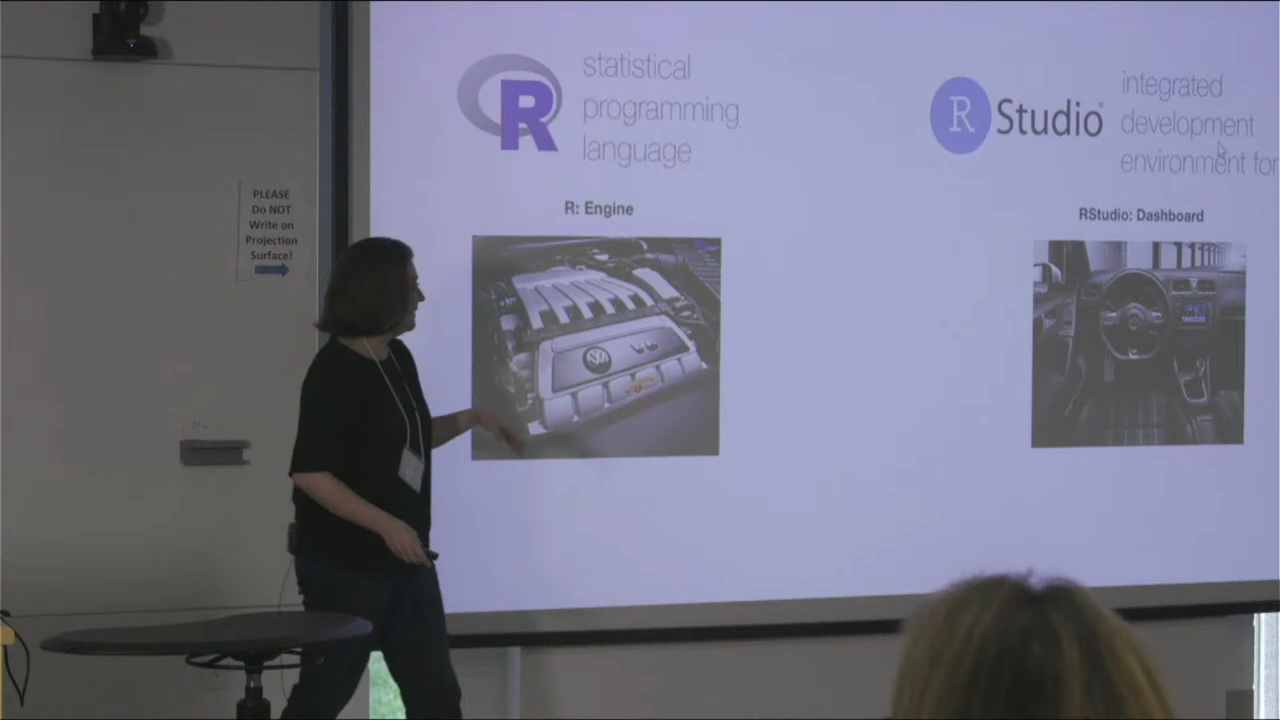 PLEASE
Do NOT
Write on
Projection
Surface!
R
statistical
programming
language
R: Engine
R Studio
integrated
development
environment for
RStudio: Dashboard